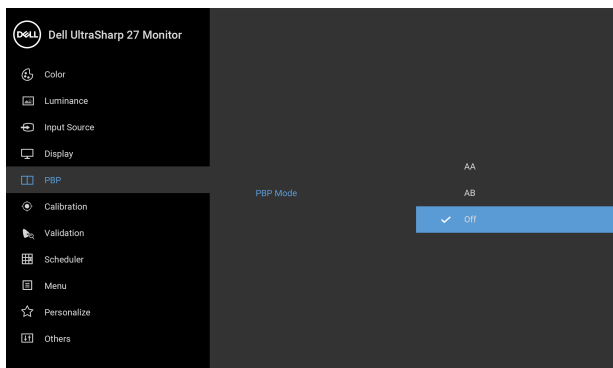 DELL
Dell UltraSharp 27 Monitor
Color
Luminance
Input Source
Display
PBP
Calibration
Validation
Scheduler
Menu
Personalize
Others
PBP Mode
AA
AB
Off